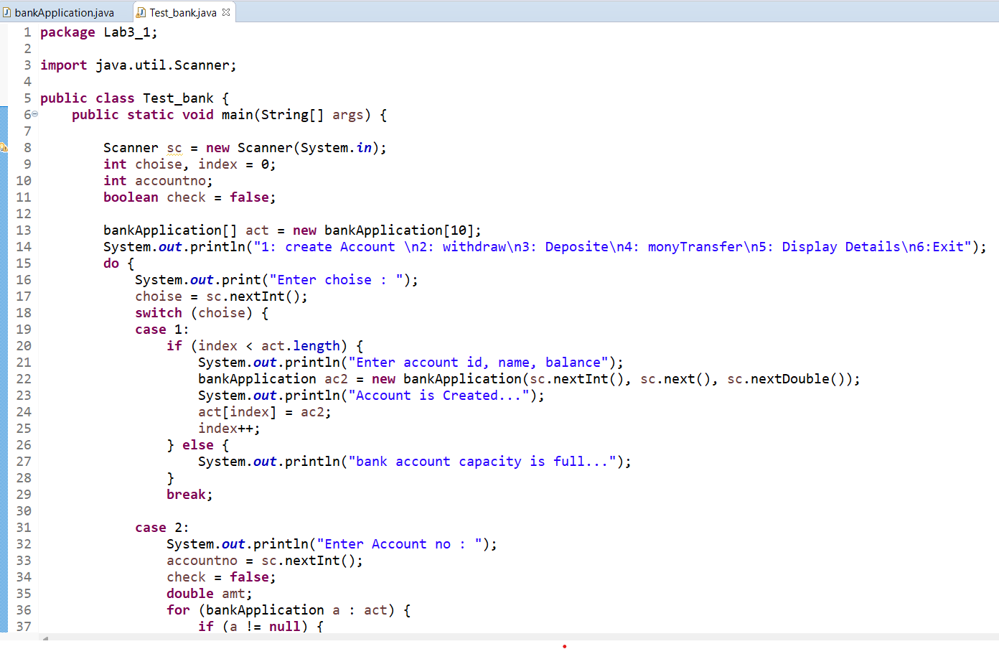 bankApplication.java Test_bank.java
1 package Lab3_1;
2
3 import java.util.Scanner;
4
5 public class Test_bank {
6     public static void main(String[] args) {
7
8         Scanner sc = new Scanner(System.in);
9         int choise, index = 0;
10         int accountno;
11         boolean check = false;
12
13         bankApplication[] act = new bankApplication[10];
14         System.out.println("1: create Account \n2: withdraw\n3: Deposite\n4: monyTransfer\n5: Display Details\n6:Exit");
15         do {
16             System.out.print("Enter choise : ");
17             choise = sc.nextInt();
18             switch (choise) {
19             case 1:
20                 if (index < act.length) {
21                     System.out.println("Enter account id, name, balance");
22                     bankApplication ac2 = new bankApplication(sc.nextInt(), sc.next(), sc.nextDouble());
23                     System.out.println("Account is Created...");
24                     act[index] = ac2;
25                     index++;
26                 } else {
27                     System.out.println("bank account capacity is full...");
28                 }
29                 break;
30
31             case 2:
32                 System.out.println("Enter Account no : ");
33                 accountno = sc.nextInt();
34                 check = false;
35                 double amt;
36                 for (bankApplication a : act) {
37                     if (a != null) {